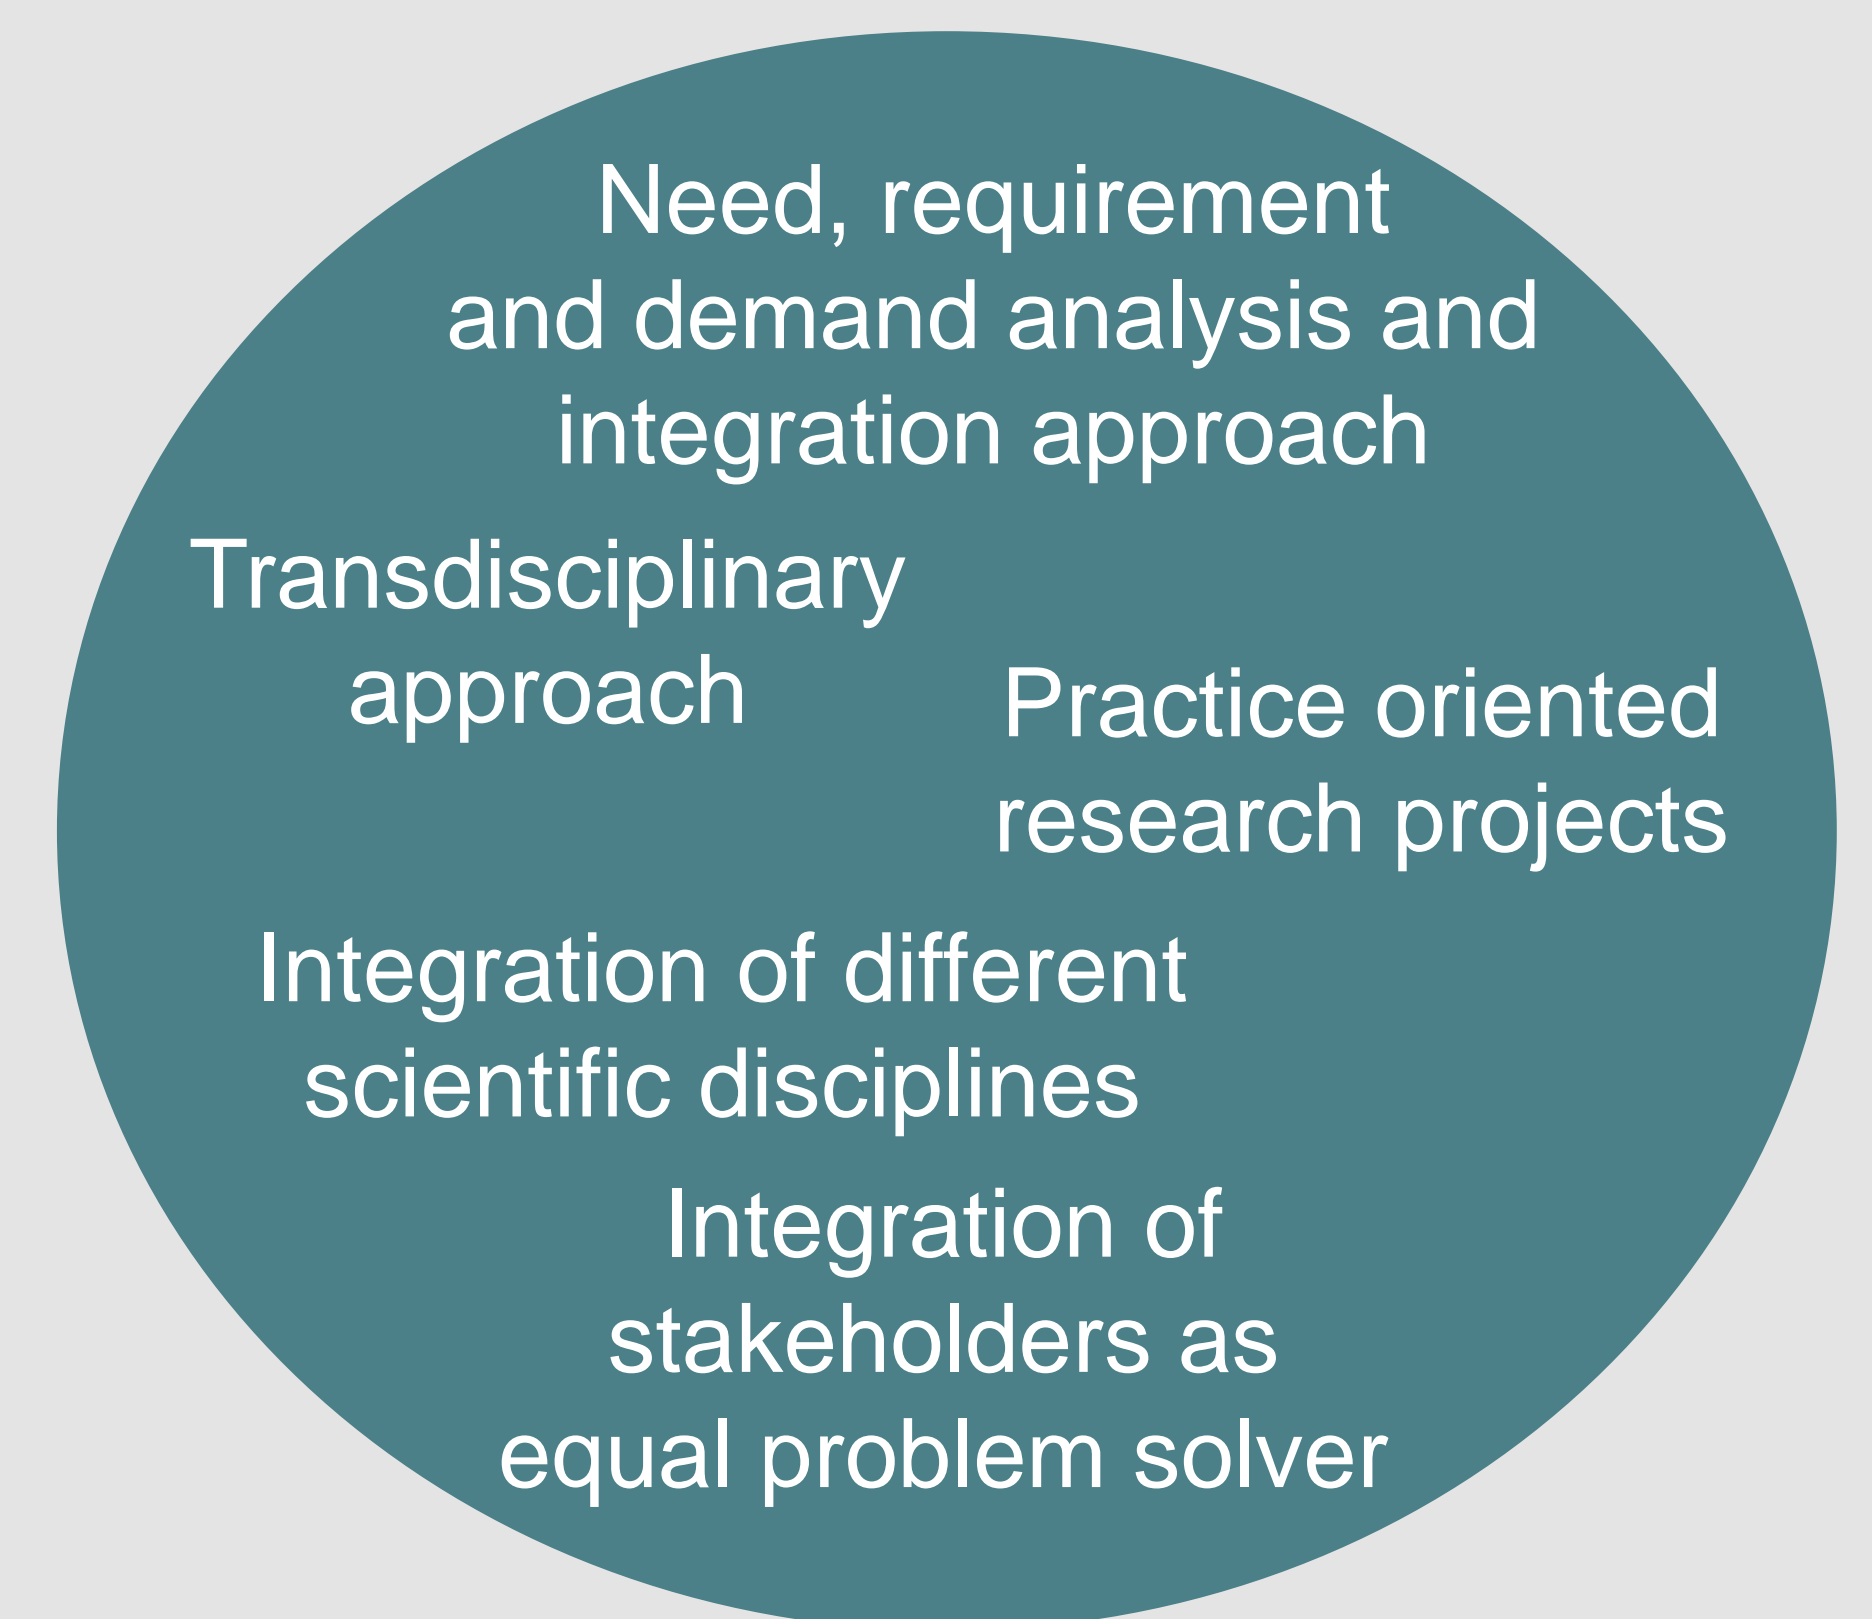 Need, requirement
and demand analysis and
integration approach
Transdisciplinary
approach
Practice oriented
research projects
Integration of different
scientific disciplines
Integration of
stakeholders as
equal problem solver